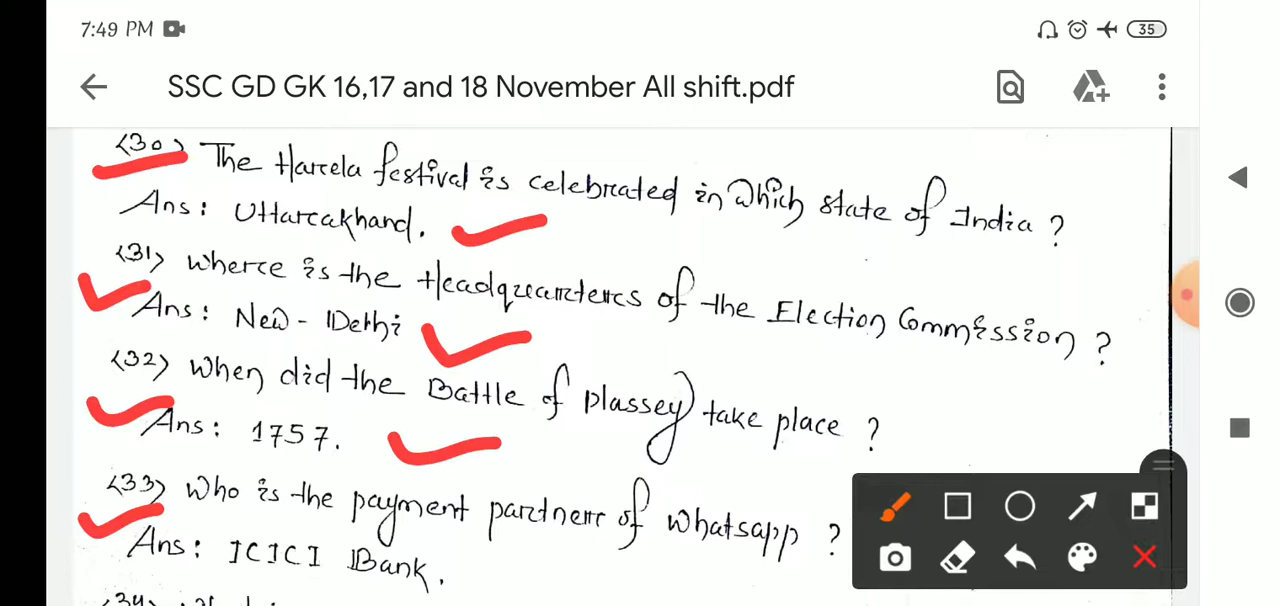 7:49 PM
35
SSC GD GK 16,17 and 18 November All shift.pdf
<30> The Harela festival is celebrated in which state of India ?
Ans: Uttarakhand.
<31> where is the Headquarters of the Election Commission ?
Ans: New-Delhi
<32> When did the Battle of plassey take place ?
Ans: 1757.
<33> Who is the payment partner of whatsapp ?
Ans: ICICI Bank.